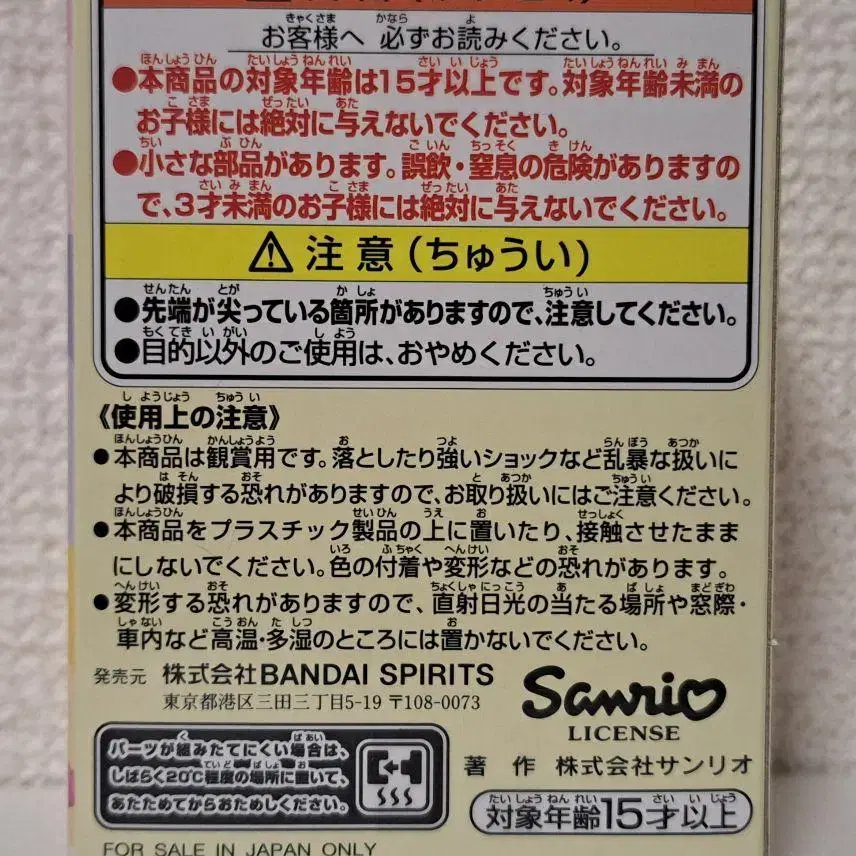 お客様へ 必ずお読みください。
●本商品の対象年齢は15才以上です。対象年齢未満の
お子様には絶対に与えないでください。
●小さな部品があります。誤飲・窒息の危険がありますの
で、3才未満のお子様には絶対に与えないでください。
⚠ 注意(ちゅうい)
●先端が尖っている箇所がありますので、注意してください。
●目的以外のご使用は、おやめください。
《使用上の注意》
●本商品は観賞用です。落としたり強いショックなど乱暴な扱いに
より破損する恐れがありますので、お取り扱いにはご注意ください。
●本商品をプラスチック製品の上に置いたり、接触させたまま
にしないでください。色の付着や変形などの恐れがあります。
●変形する恐れがありますので、直射日光の当たる場所や窓際・
車内など高温・多湿のところには置かないでください。
発売元 株式会社BANDAI SPIRITS
東京都港区三田三丁目5-19 〒108-0073
Sanrio
LICENSE
著作 株式会社サンリオ
パーツが組みたてにくい場合は、
しばらく20℃程度の場所に置いて、
あたためてからおためしください。
対象年齢15才以上
FOR SALE IN JAPAN ONLY